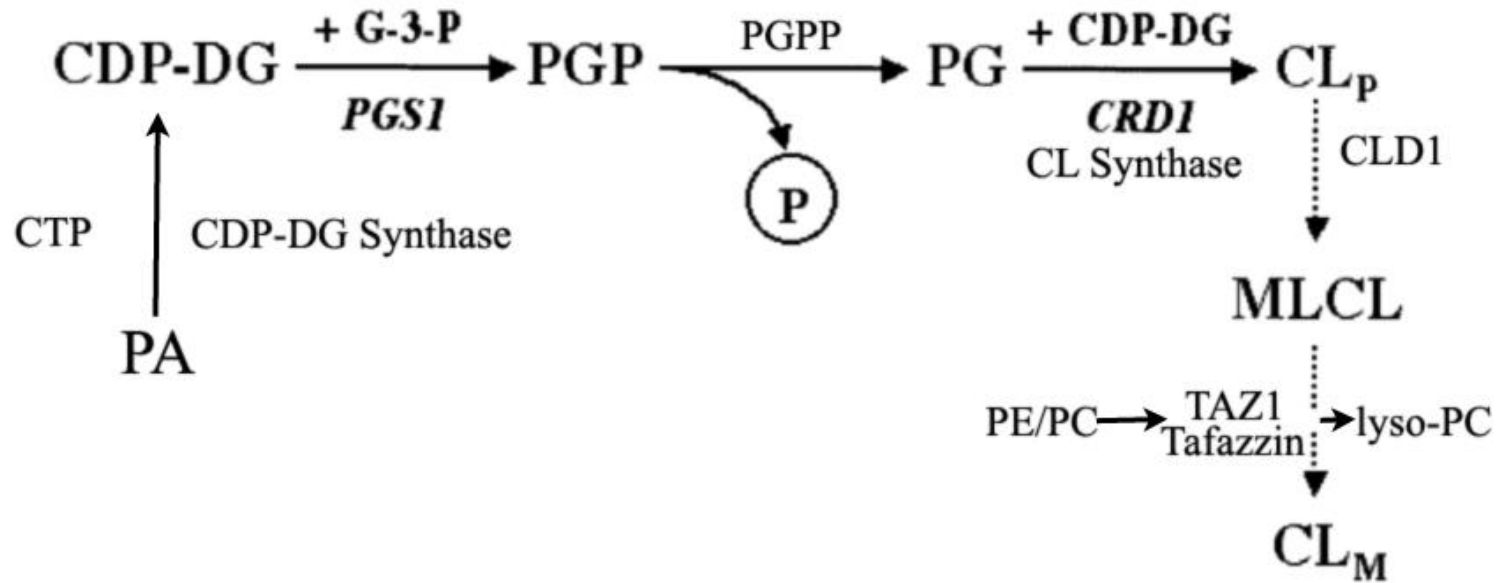 + G-3-P
CDP-DG
PGS1
PGP
PGPP
P
PG
+ CDP-DG
CRD1
CL Synthase
CLP
CLD1
CTP
CDP-DG Synthase
PA
MLCL
PE/PC
TAZ1
Tafazzin
lyso-PC
CLM